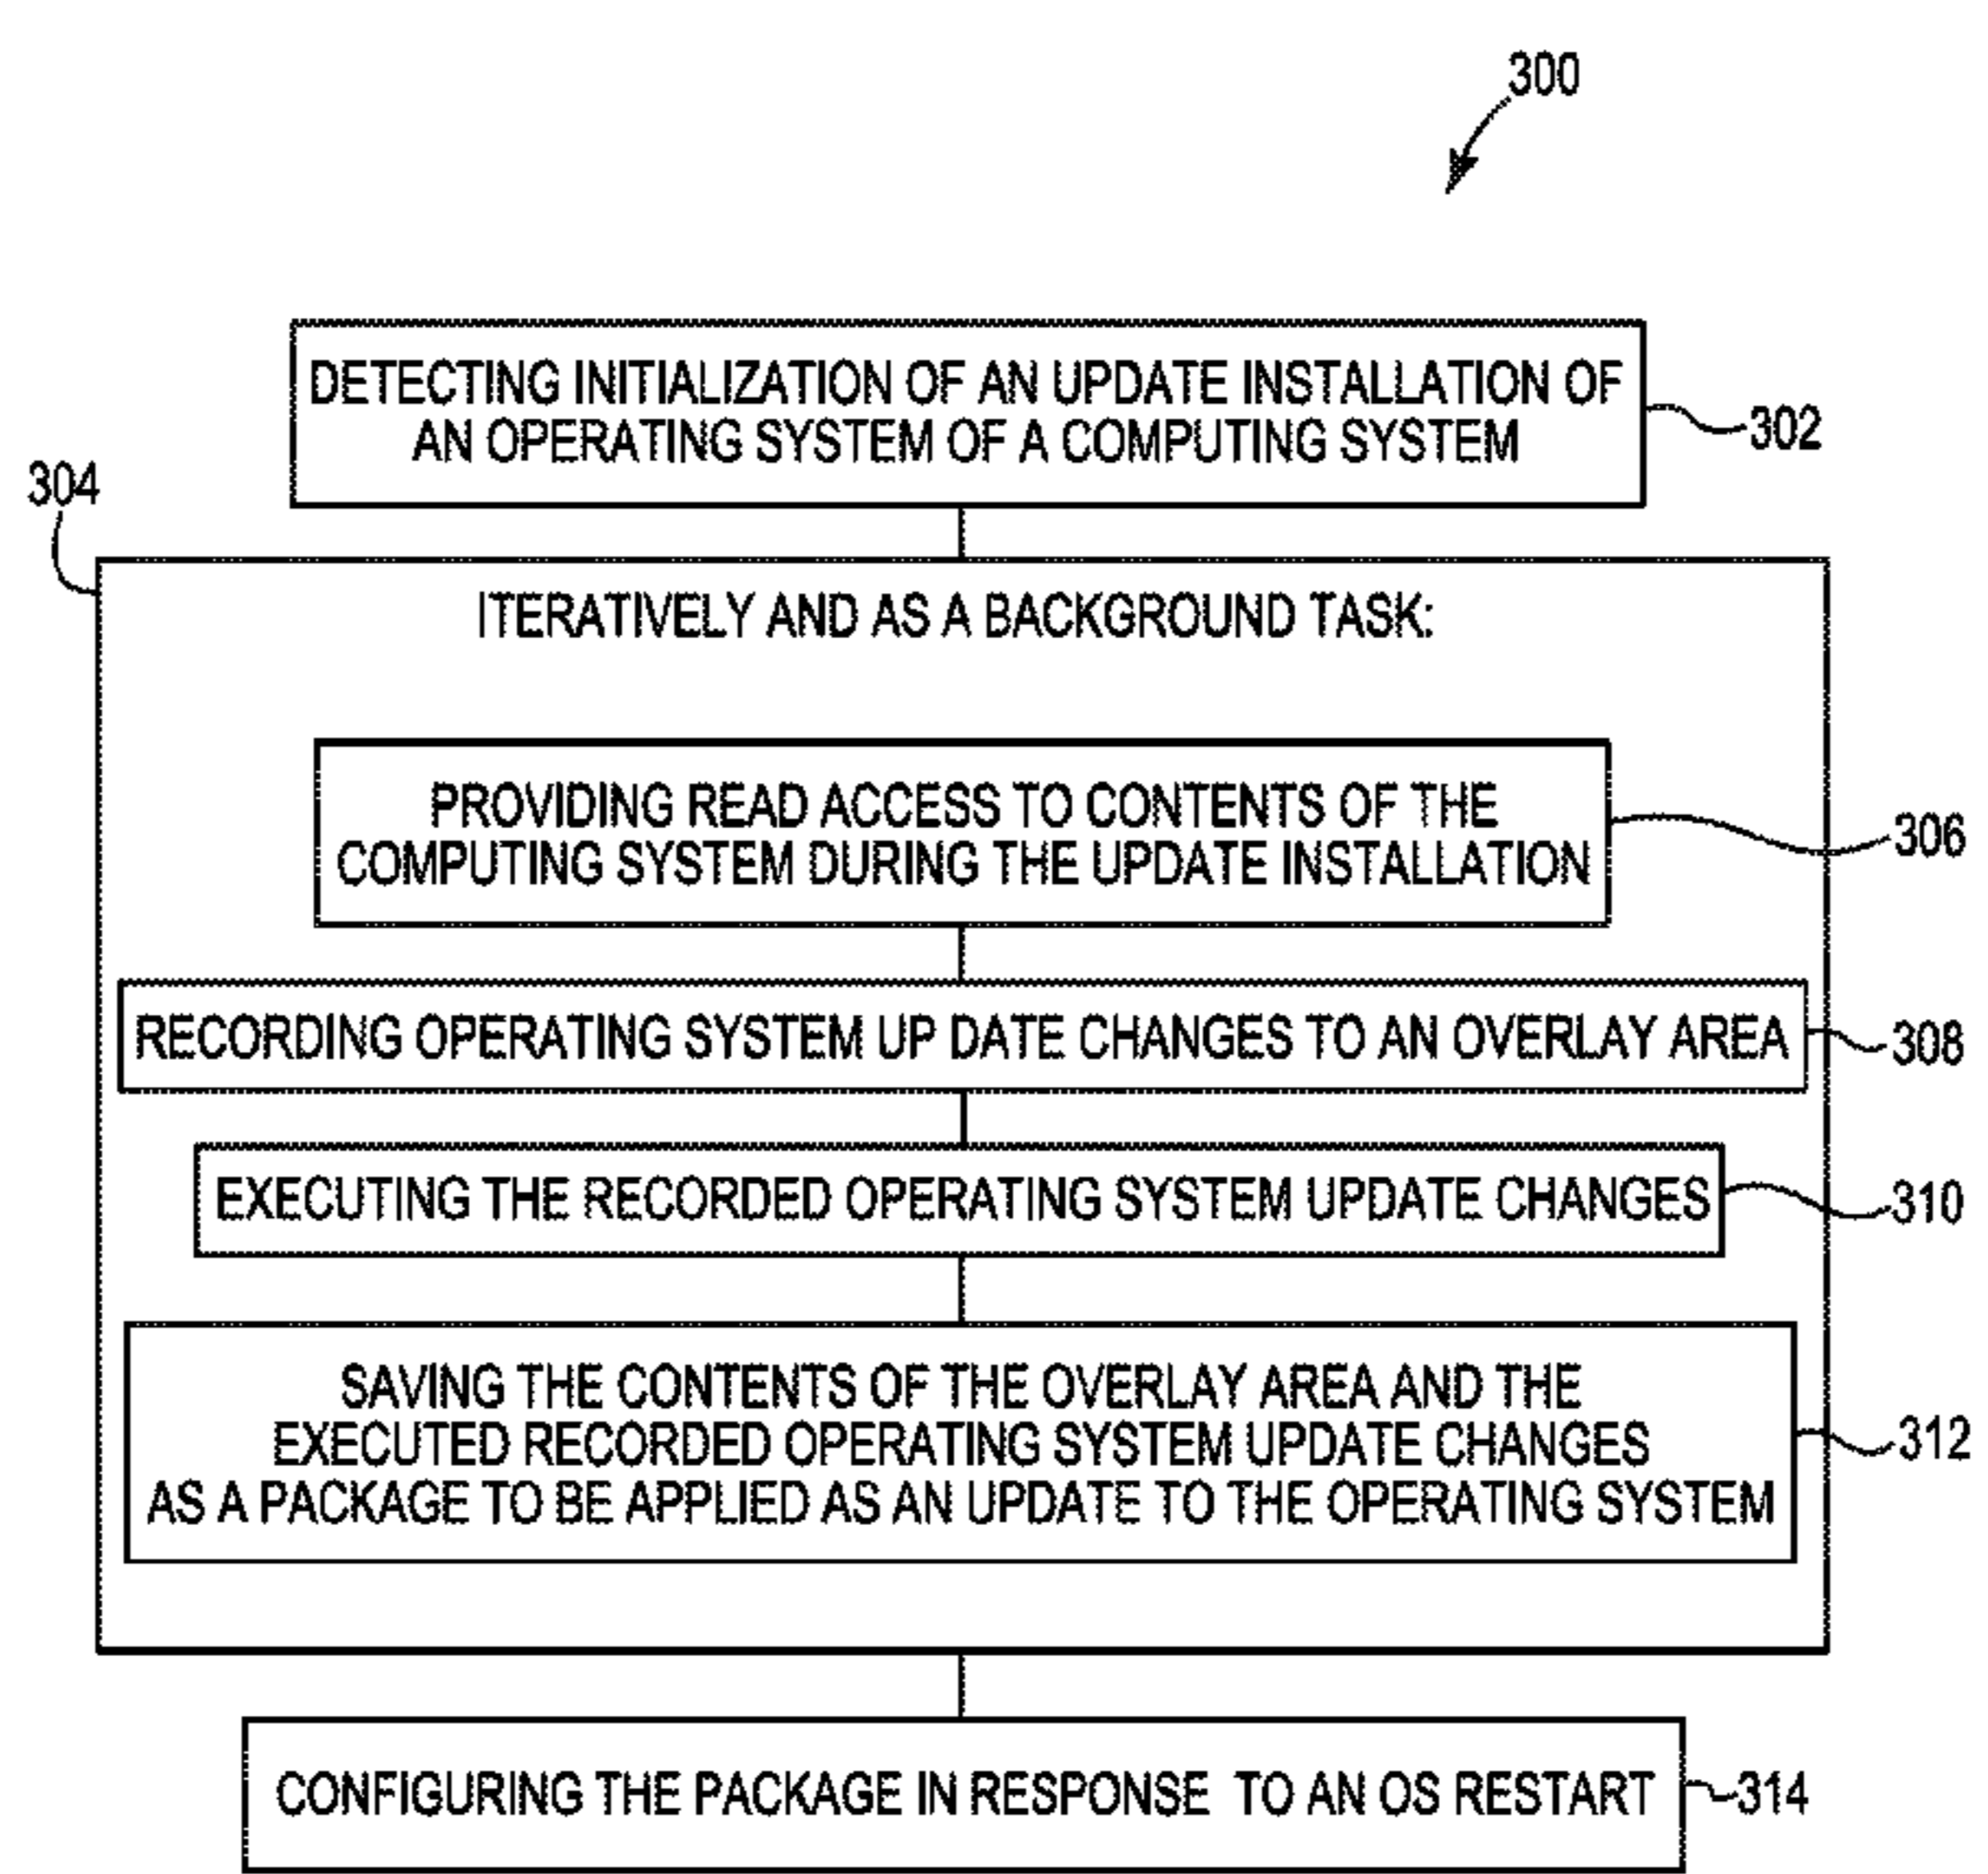 300
DETECTING INITIALIZATION OF AN UPDATE INSTALLATION OF
AN OPERATING SYSTEM OF A COMPUTING SYSTEM
302
304
ITERATIVELY AND AS A BACKGROUND TASK:
PROVIDING READ ACCESS TO CONTENTS OF THE
COMPUTING SYSTEM DURING THE UPDATE INSTALLATION
306
RECORDING OPERATING SYSTEM UP DATE CHANGES TO AN OVERLAY AREA
308
EXECUTING THE RECORDED OPERATING SYSTEM UPDATE CHANGES
310
SAVING THE CONTENTS OF THE OVERLAY AREA AND THE
EXECUTED RECORDED OPERATING SYSTEM UPDATE CHANGES
AS A PACKAGE TO BE APPLIED AS AN UPDATE TO THE OPERATING SYSTEM
312
CONFIGURING THE PACKAGE IN RESPONSE TO AN OS RESTART
314